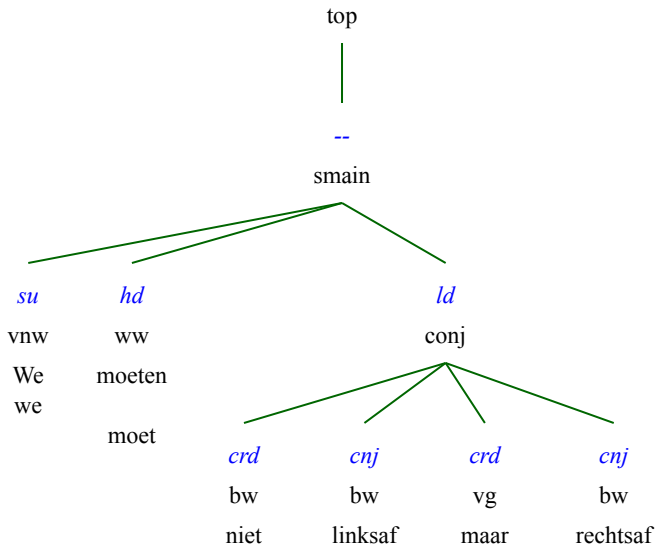 top
--
smain
su hd ld
vnw ww conj
We moeten
we
moet
crd cnj crd cnj
bw bw vg bw
niet linksaf maar rechtsaf